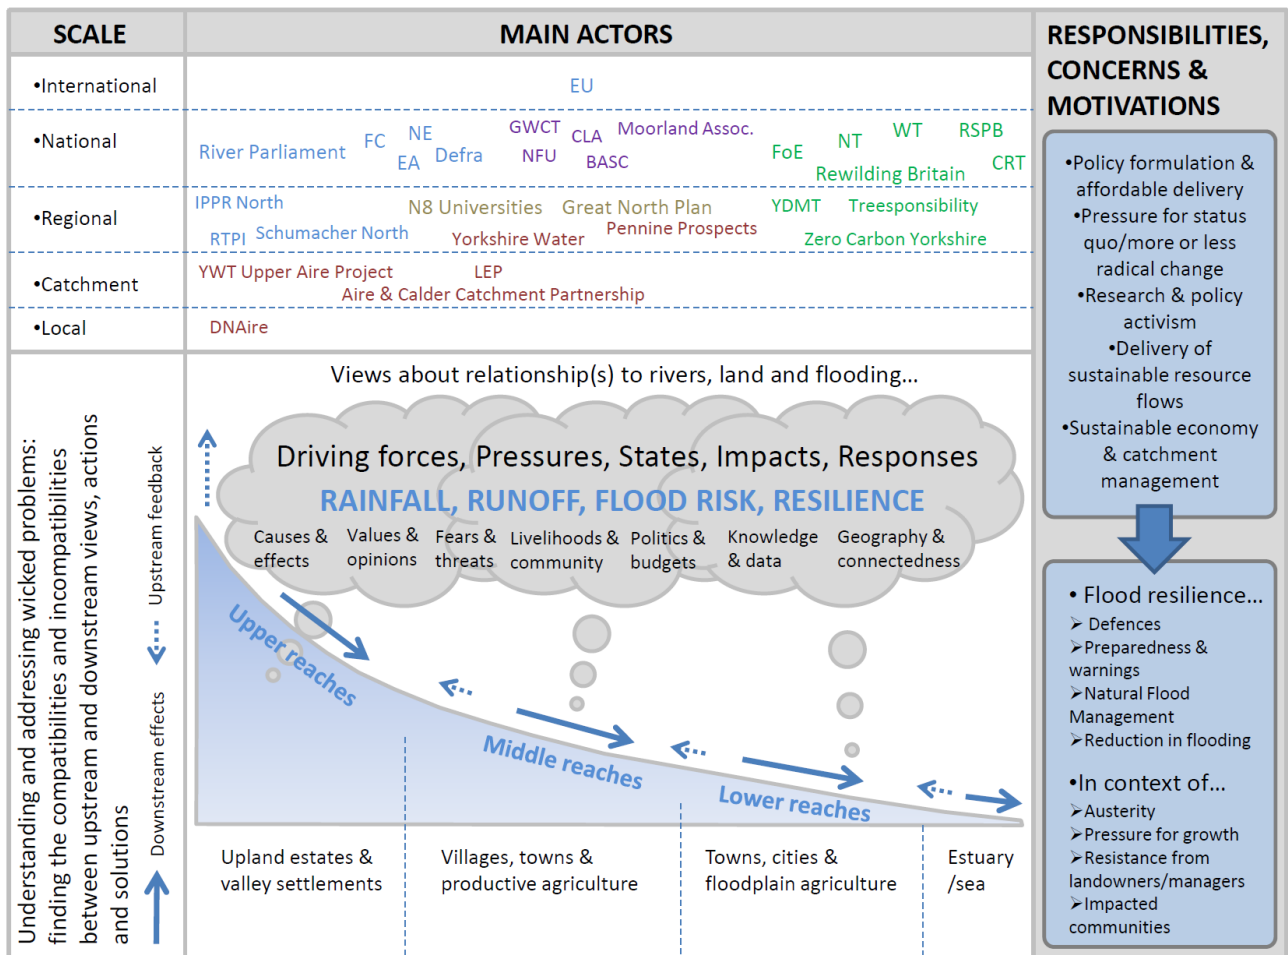 SCALE
MAIN ACTORS
RESPONSIBILITIES,
CONCERNS &
MOTIVATIONS
•International
EU
•National
River Parliament
FC
NE
EA
Defra
GWCT
NFU
CLA
BASC
Moorland Assoc.
FoE
NT
WT
RSPB
Rewilding Britain
CRT
•Regional
IPPR North
RTPI
Schumacher North
N8 Universities
Yorkshire Water
Great North Plan
Pennine Prospects
YDMT
Treesponsibility
Zero Carbon Yorkshire
•Catchment
YWT Upper Aire Project
LEP
Aire & Calder Catchment Partnership
•Local
DNAire
Understanding and addressing wicked problems:
finding the compatibilities and incompatibilities
between upstream and downstream views, actions
and solutions
Downstream effects
Upstream feedback
Views about relationship(s) to rivers, land and flooding...
Driving forces, Pressures, States, Impacts, Responses
RAINFALL, RUNOFF, FLOOD RISK, RESILIENCE
Causes &
effects
Values &
opinions
Fears &
threats
Livelihoods &
community
Politics &
budgets
Knowledge
& data
Geography &
connectedness
Upper reaches
Middle reaches
Lower reaches
Upland estates &
valley settlements
Villages, towns &
productive agriculture
Towns, cities &
floodplain agriculture
Estuary
/sea
•Policy formulation &
affordable delivery
•Pressure for status
quo/more or less
radical change
•Research & policy
activism
•Delivery of
sustainable resource
flows
•Sustainable economy
& catchment
management
• Flood resilience...
➢ Defences
➢Preparedness &
warnings
➢Natural Flood
Management
➢Reduction in flooding
•In context of...
➢Austerity
➢Pressure for growth
➢Resistance from
landowners/managers
➢Impacted
communities